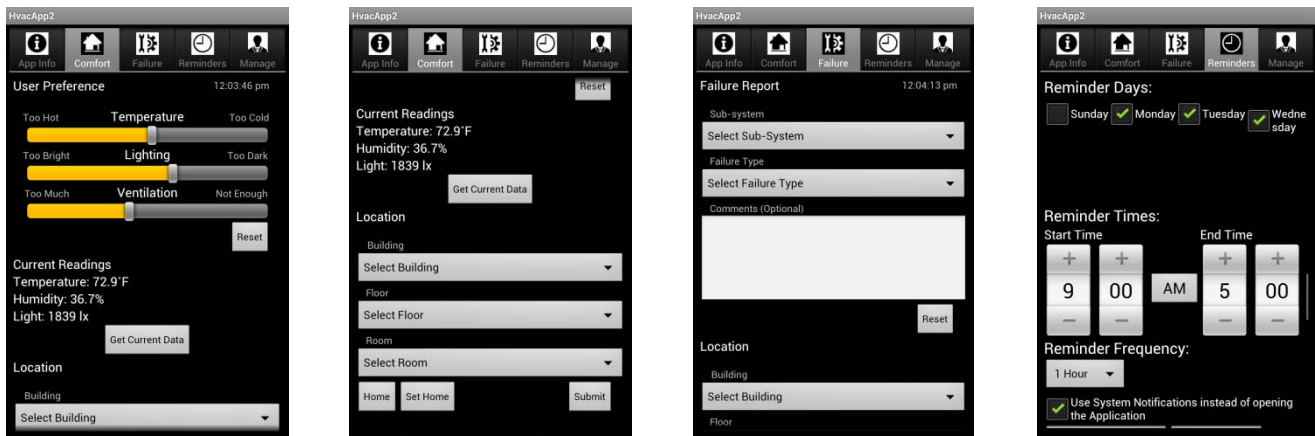 HvacApp2
App Info Comfort Failure Reminders Manage
User Preference 12:03:46 pm
Too Hot Temperature Too Cold
Too Bright Lighting Too Dark
Too Much Ventilation Not Enough
Reset
Current Readings
Temperature: 72.9°F
Humidity: 36.7%
Light: 1839 lx
Get Current Data
Location
Building
Select Building
HvacApp2
App Info Comfort Failure Reminders Manage
Reset
Current Readings
Temperature: 72.9°F
Humidity: 36.7%
Light: 1839 lx
Get Current Data
Location
Building
Select Building
Floor
Select Floor
Room
Select Room
Home Set Home Submit
HvacApp2
App Info Comfort Failure Reminders Manage
Failure Report 12:04:13 pm
Sub-system
Select Sub-System
Failure Type
Select Failure Type
Comments (Optional)
Reset
Location
Building
Select Building
Floor
HvacApp2
App Info Comfort Failure Reminders Manage
Reminder Days:
Sunday Monday Tuesday Wedne
sday
Reminder Times:
Start Time End Time
+ + + +
9 00 AM 5 00
− − − −
Reminder Frequency:
1 Hour
Use System Notifications instead of opening
the Application